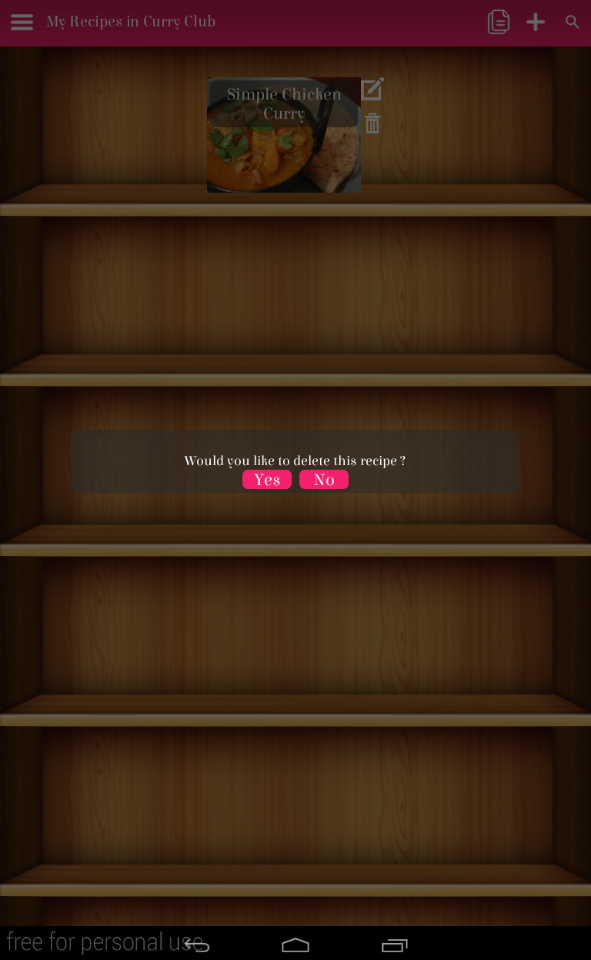 My Recipes in Curry Club
Simple Chicken
Curry
Would you like to delete this recipe ?
Yes No
free for personal use